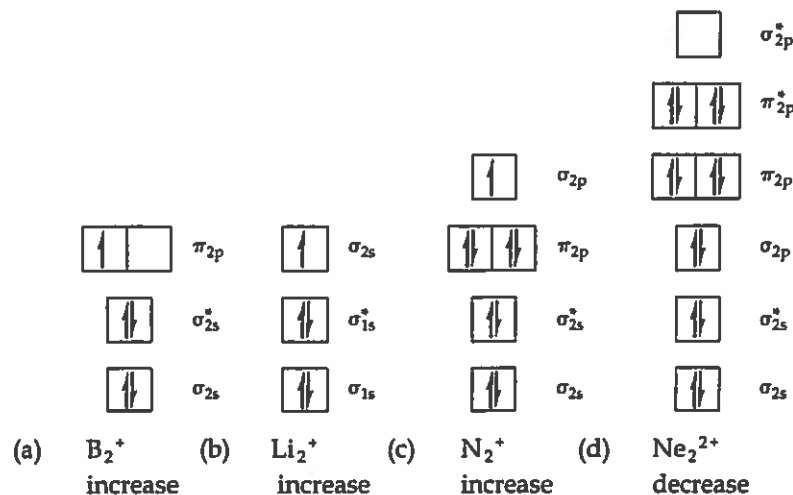 σ*2p
π*2p
σ2p π2p
π2p σ2s π2p σ2p
σ*2s σ*1s σ*2s σ*2s
σ2s σ1s σ2s σ2s
(a) B₂⁺ (b) Li₂⁺ (c) N₂⁺ (d) Ne₂²⁺
increase increase increase decrease